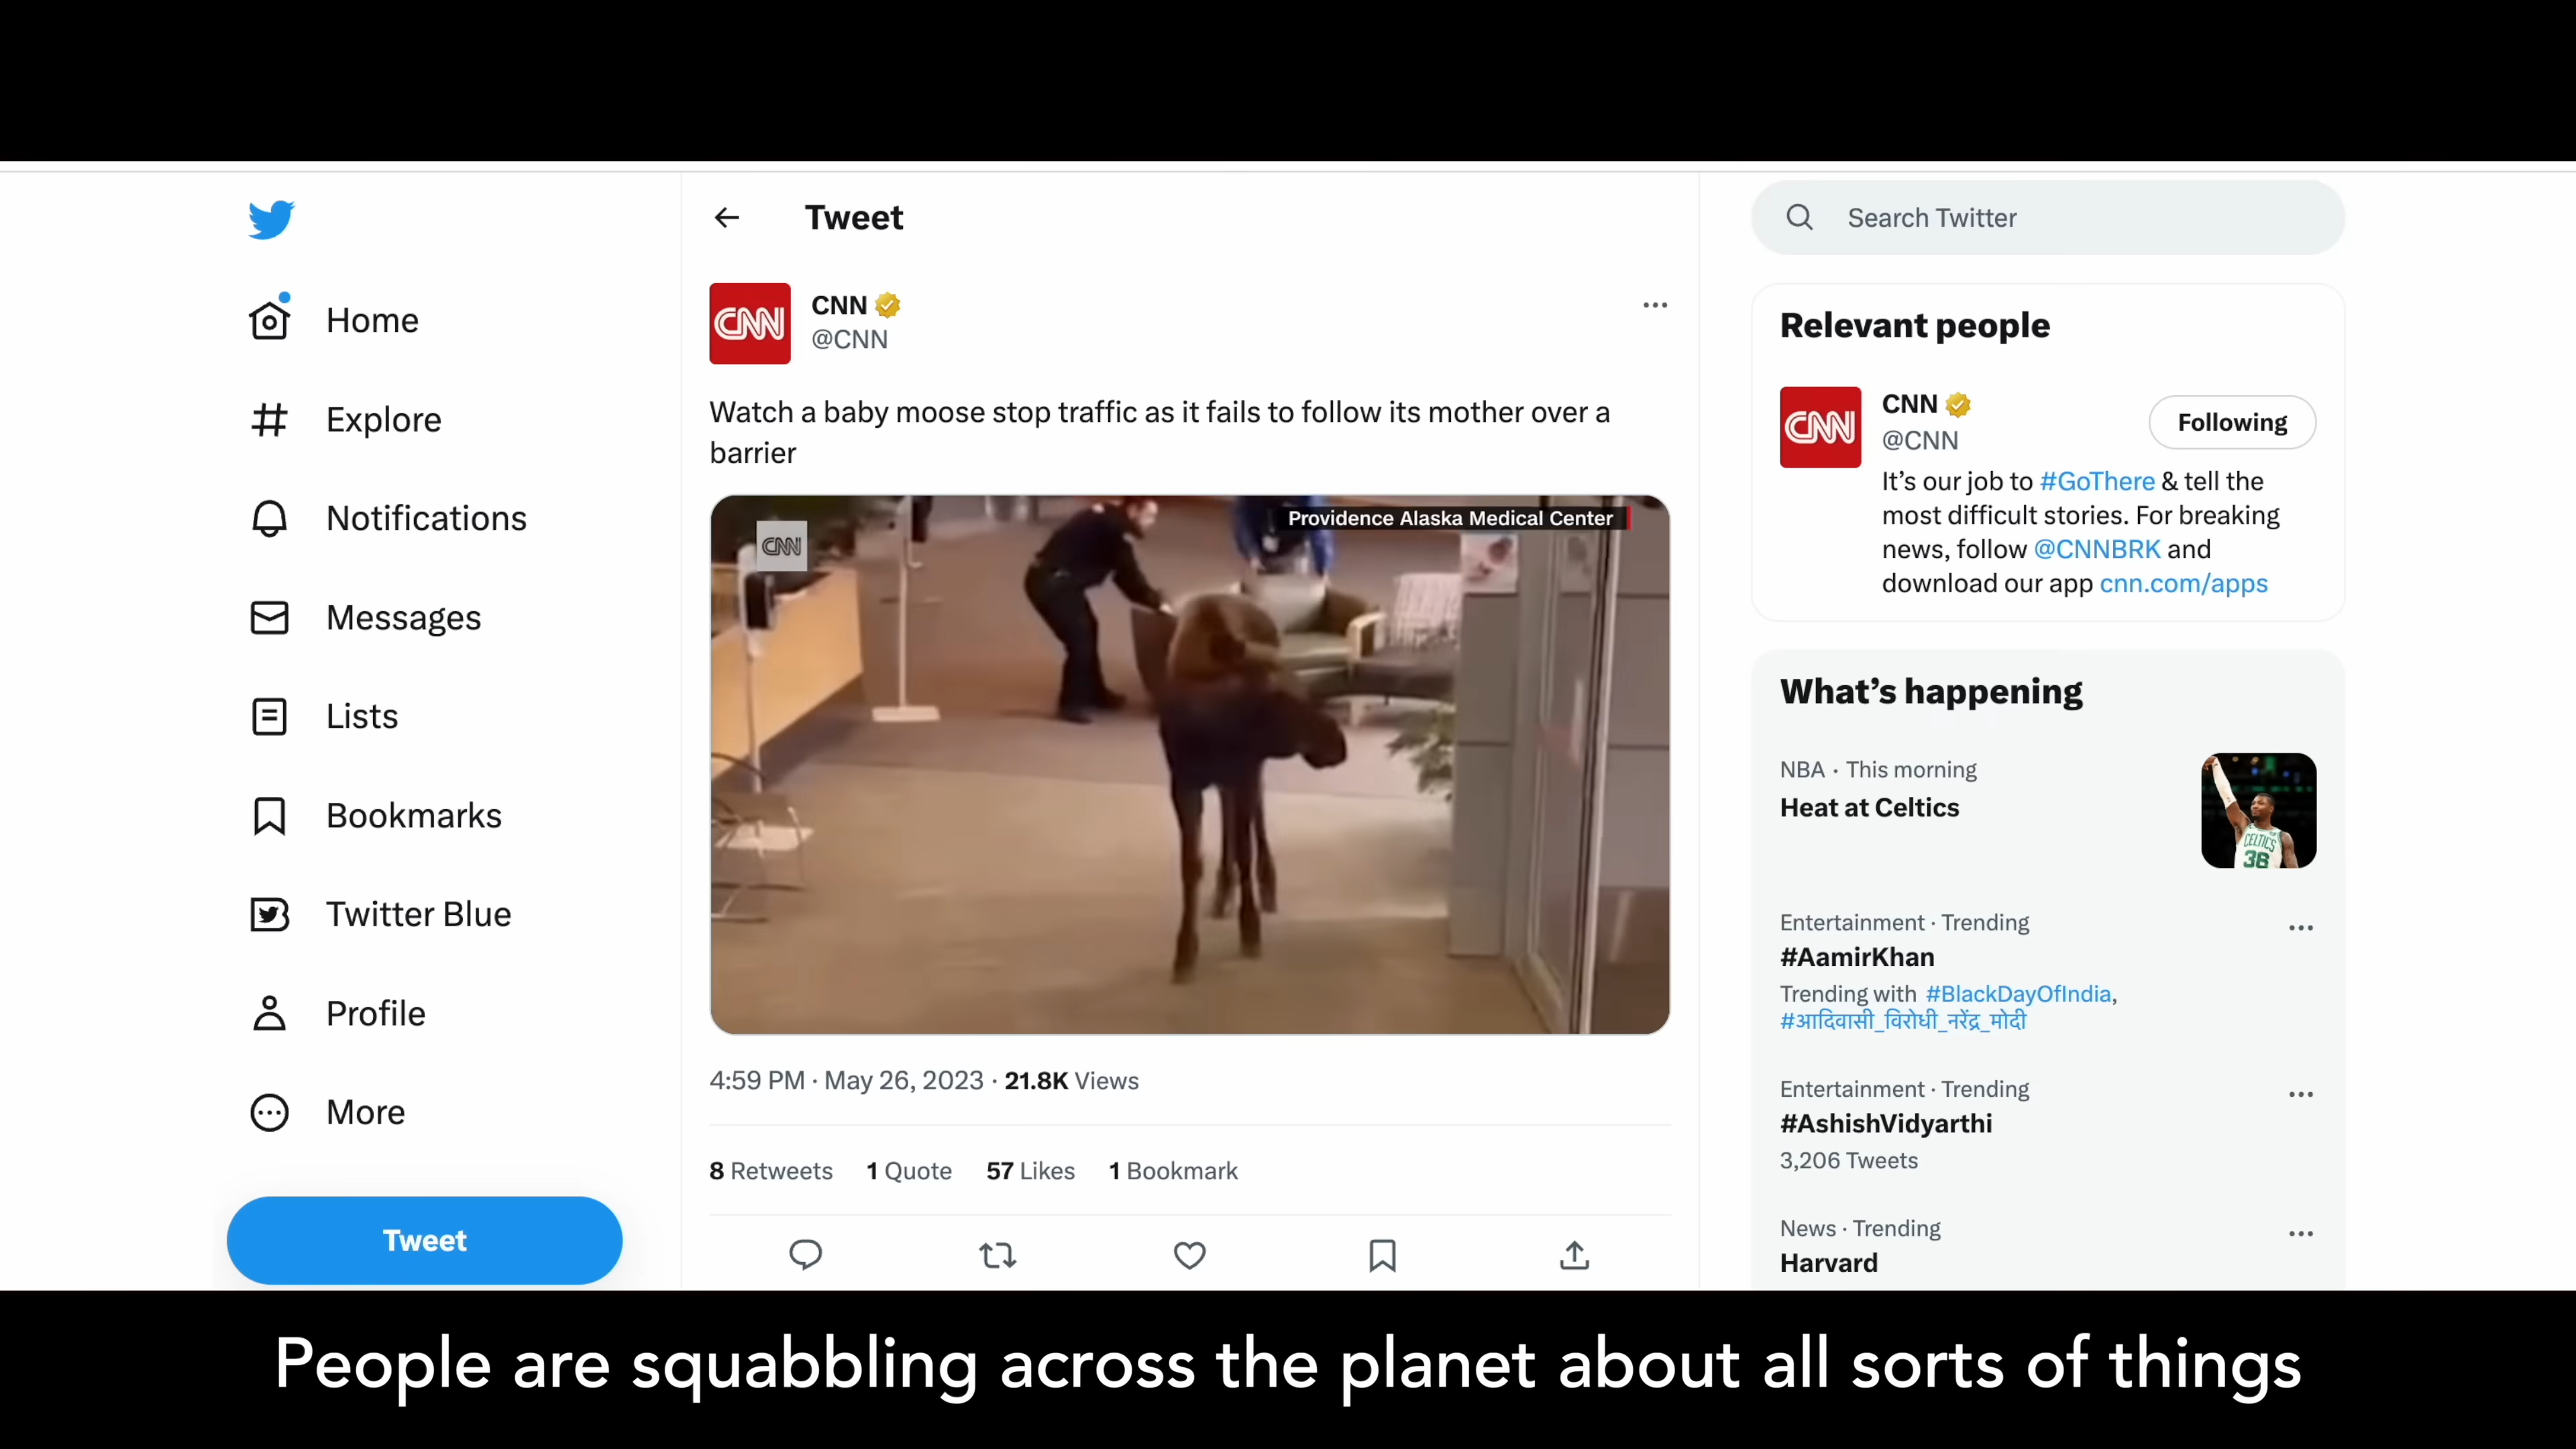 Home
Explore
Notifications
Messages
Lists
Bookmarks
Twitter Blue
Profile
More
Tweet
Tweet
CNN
CNN
@CNN
Watch a baby moose stop traffic as it fails to follow its mother over a
barrier
CNN
Providence Alaska Medical Center
4:59 PM · May 26, 2023 · 21.8K Views
8 Retweets 1 Quote 57 Likes 1 Bookmark
Search Twitter
Relevant people
CNN
CNN
@CNN
Following
It’s our job to #GoThere & tell the
most difficult stories. For breaking
news, follow @CNNBRK and
download our app cnn.com/apps
What’s happening
NBA · This morning
Heat at Celtics
CELTICS
36
Entertainment · Trending
#AamirKhan
Trending with #BlackDayOfIndia,
#आदिवासी_विरोधी_नरेंद्र_मोदी
Entertainment · Trending
#AshishVidyarthi
3,206 Tweets
News · Trending
Harvard
People are squabbling across the planet about all sorts of things